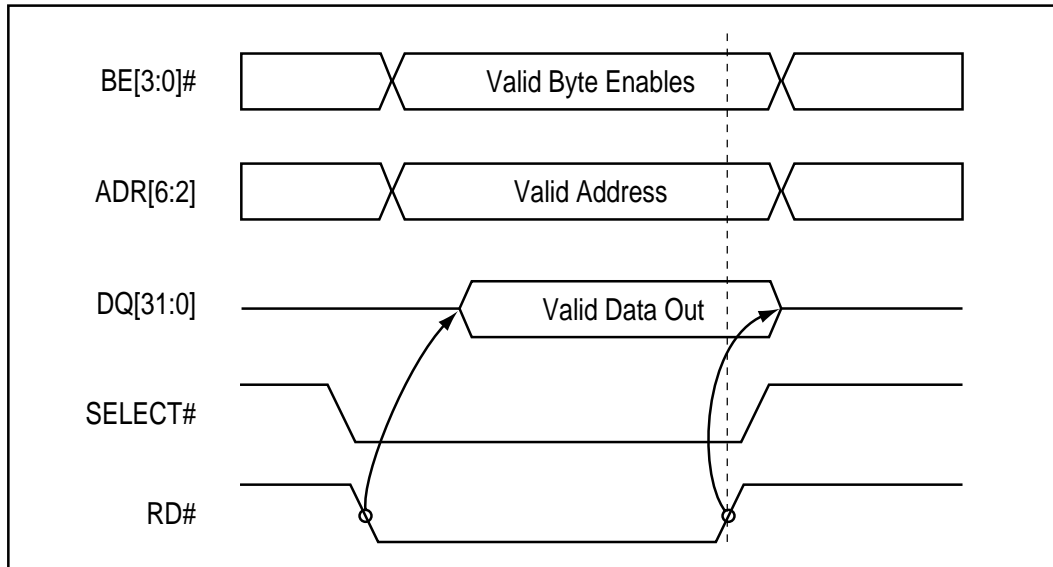 BE[3:0]#
Valid Byte Enables
ADR[6:2]
Valid Address
DQ[31:0]
Valid Data Out
SELECT#
RD#